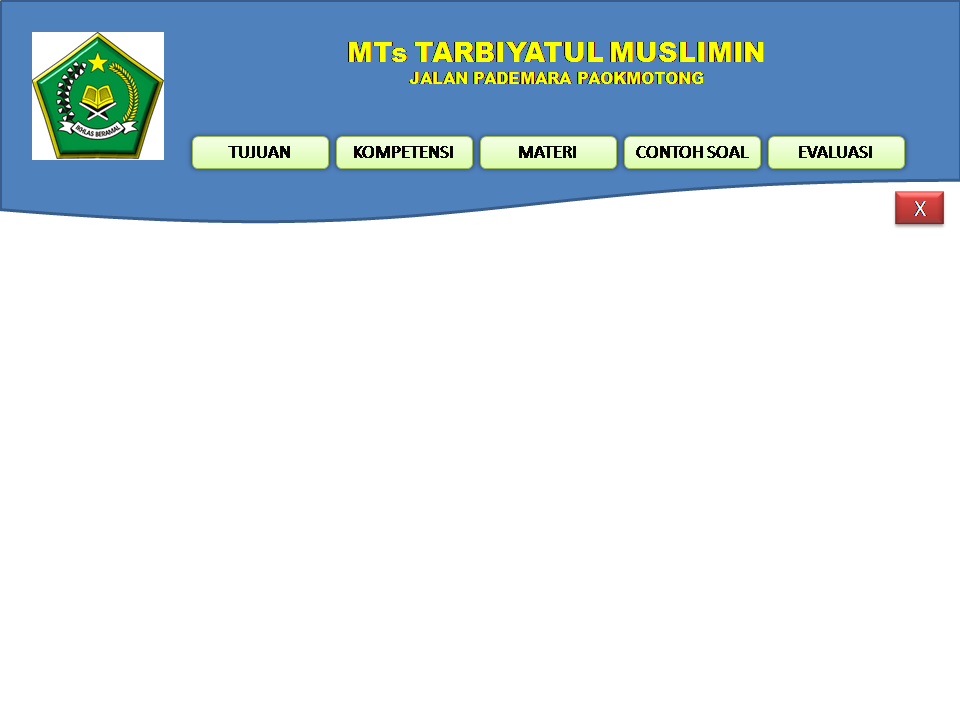 MTs TARBIYATUL MUSLIMIN
JALAN PADEMARA PAOKMOTONG
IKHLAS BERAMAL
TUJUAN
KOMPETENSI
MATERI
CONTOH SOAL
EVALUASI
X